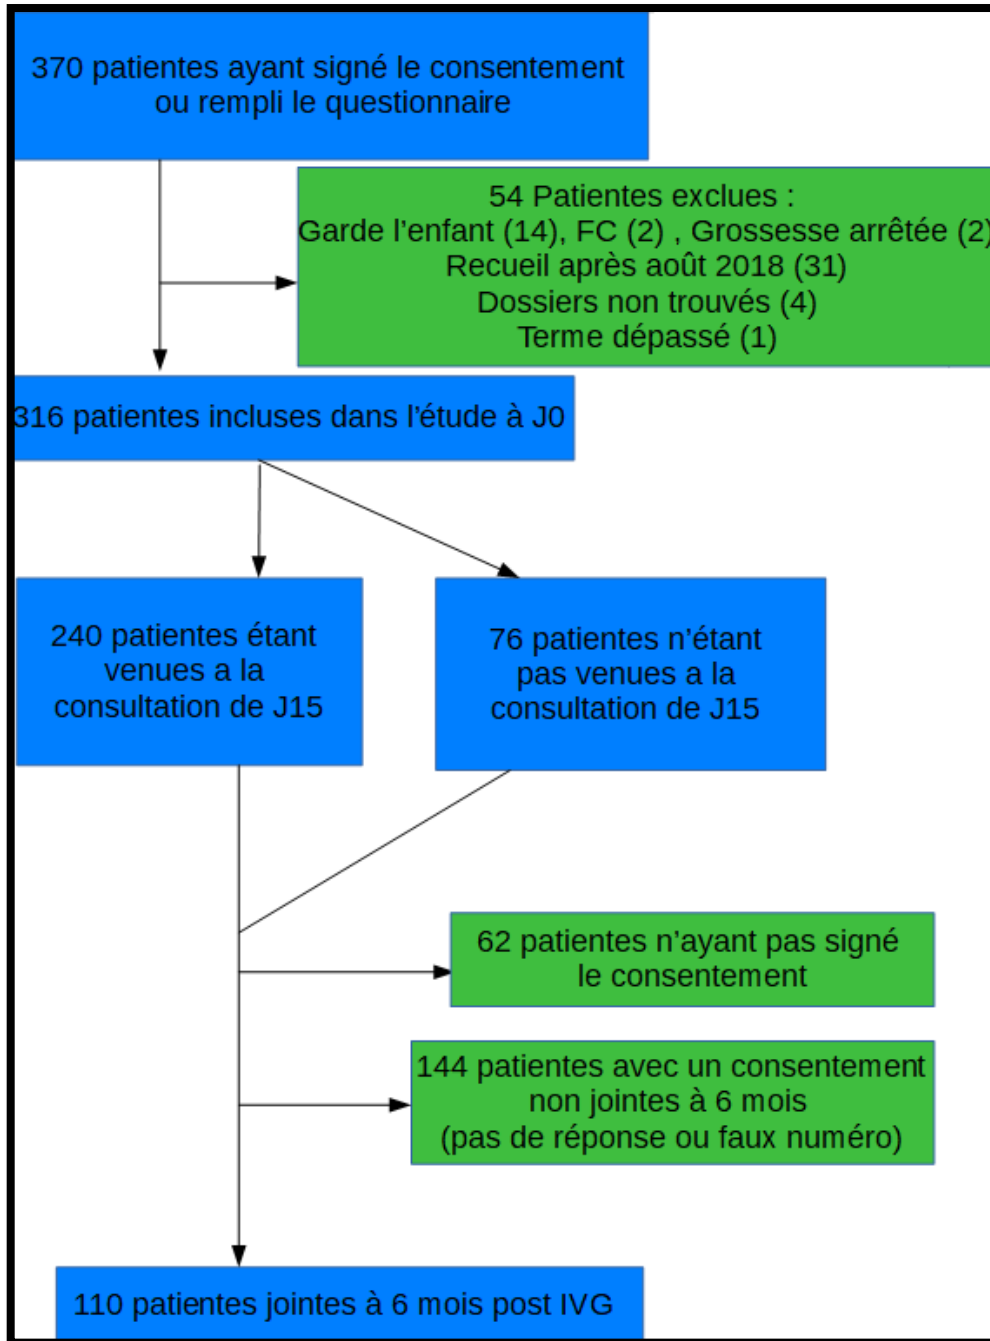 370 patientes ayant signé le consentement
ou rempli le questionnaire
54 Patientes exclues :
Garde l’enfant (14), FC (2) , Grossesse arrêtée (2)
Recueil après août 2018 (31)
Dossiers non trouvés (4)
Terme dépassé (1)
316 patientes incluses dans l’étude à J0
240 patientes étant
venues a la
consultation de J15
76 patientes n’étant
pas venues a la
consultation de J15
62 patientes n’ayant pas signé
le consentement
144 patientes avec un consentement
non jointes à 6 mois
(pas de réponse ou faux numéro)
110 patientes jointes à 6 mois post IVG